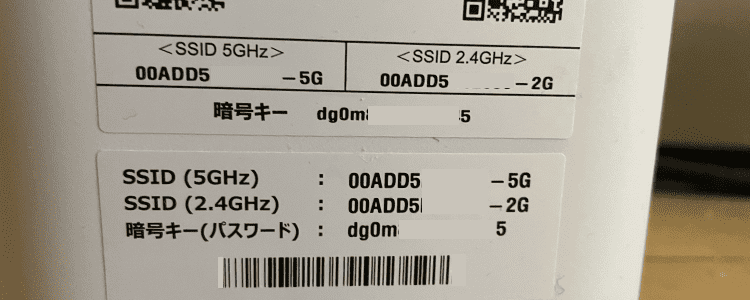 <SSID 5GHz> <SSID 2.4GHz>
00ADD5 -5G 00ADD5 -2G
暗号キー dg0m 5
SSID (5GHz) : 00ADD5 -5G
SSID (2.4GHz) : 00ADD5 -2G
暗号キー(パスワード) : dg0m 5